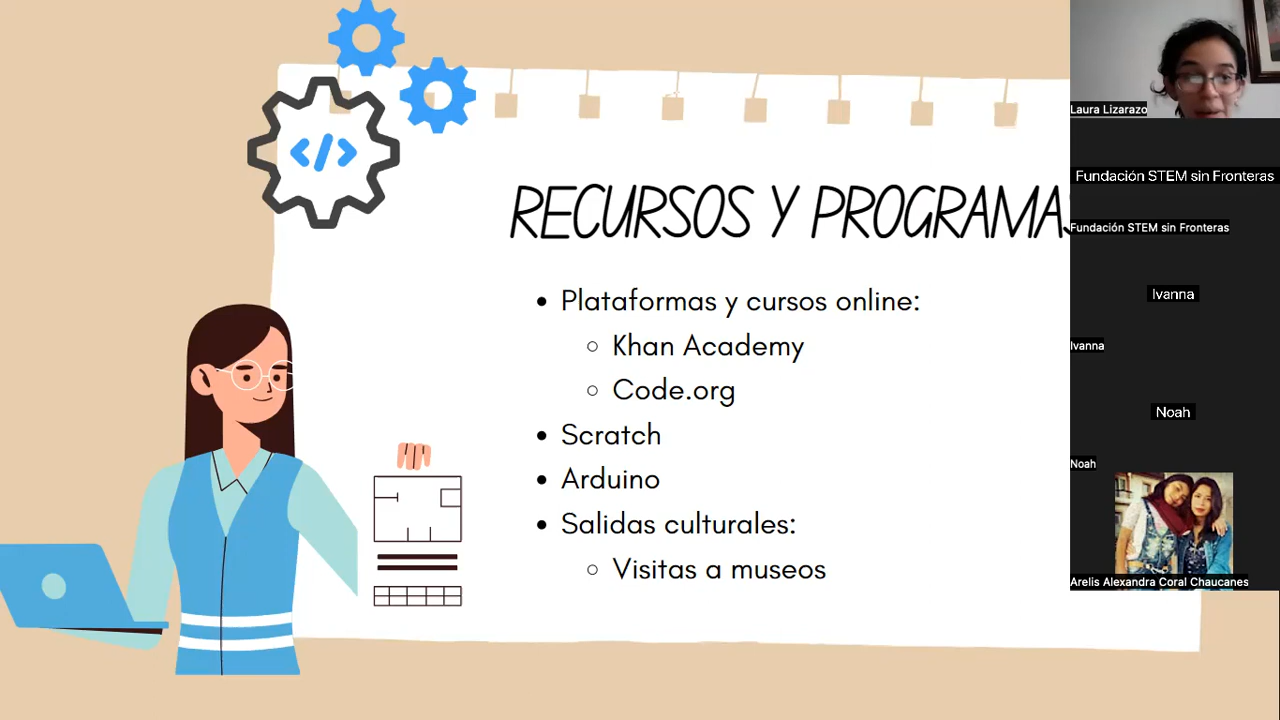 </>
RECURSOS Y PROGRAMAS
Plataformas y cursos online:
Khan Academy
Code.org
Scratch
Arduino
Salidas culturales:
Visitas a museos
Laura Lizarazo
Fundación STEM sin Fronteras
Fundación STEM sin Fronteras
Ivanna
Ivanna
Noah
Noah
Arelis Alexandra Coral Chaucanes